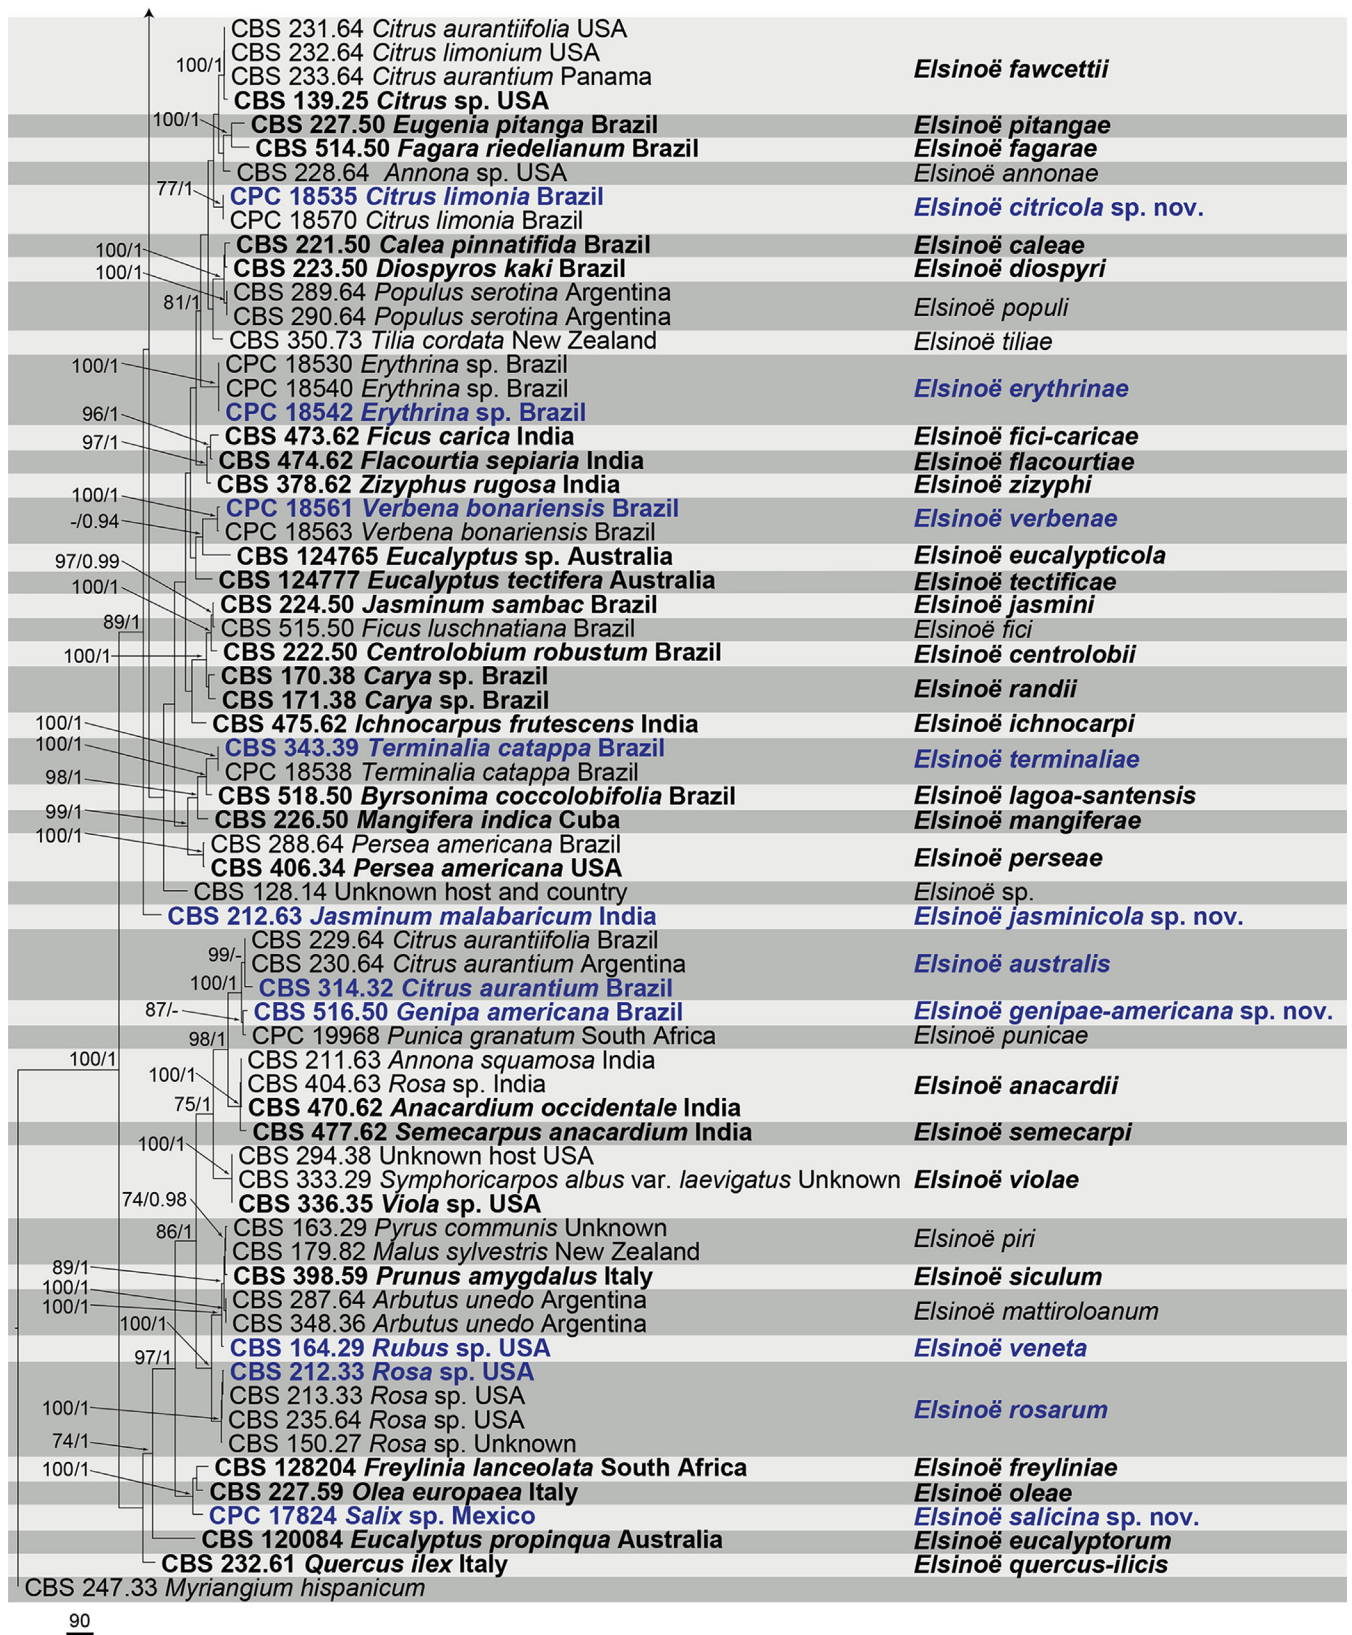 CBS 231.64 Citrus aurantiifolia USA
CBS 232.64 Citrus limonium USA
100/1
CBS 233.64 Citrus aurantium Panama
Elsinoë fawcettii
CBS 139.25 Citrus sp. USA
100/1
CBS 227.50 Eugenia pitanga Brazil Elsinoë pitangae
CBS 514.50 Fagara riedelianum Brazil Elsinoë fagarae
CBS 228.64 Annona sp. USA Elsinoë annonae
77/1
CPC 18535 Citrus limonia Brazil
Elsinoë citricola sp. nov.
CPC 18570 Citrus limonia Brazil
100/1
CBS 221.50 Calea pinnatifida Brazil Elsinoë caleae
100/1
CBS 223.50 Diospyros kaki Brazil Elsinoë diospyri
CBS 289.64 Populus serotina Argentina
81/1
Elsinoë populi
CBS 290.64 Populus serotina Argentina
CBS 350.73 Tilia cordata New Zealand Elsinoë tiliae
100/1
CPC 18530 Erythrina sp. Brazil
CPC 18540 Erythrina sp. Brazil Elsinoë erythrinae
96/1
CPC 18542 Erythrina sp. Brazil
97/1
CBS 473.62 Ficus carica India Elsinoë fici-caricae
CBS 474.62 Flacourtia sepiaria India Elsinoë flacourtiae
CBS 378.62 Zizyphus rugosa India Elsinoë zizyphi
100/1
CPC 18561 Verbena bonariensis Brazil
-/0.94
Elsinoë verbenae
CPC 18563 Verbena bonariensis Brazil
97/0.99
CBS 124765 Eucalyptus sp. Australia Elsinoë eucalypticola
100/1
CBS 124777 Eucalyptus tectifera Australia Elsinoë tectificae
CBS 224.50 Jasminum sambac Brazil Elsinoë jasmini
89/1
CBS 515.50 Ficus luschnatiana Brazil Elsinoë fici
100/1
CBS 222.50 Centrolobium robustum Brazil Elsinoë centrolobii
CBS 170.38 Carya sp. Brazil
Elsinoë randii
CBS 171.38 Carya sp. Brazil
100/1
CBS 475.62 Ichnocarpus frutescens India Elsinoë ichnocarpi
100/1
CBS 343.39 Terminalia catappa Brazil
Elsinoë terminaliae
98/1
CPC 18538 Terminalia catappa Brazil
CBS 518.50 Byrsonima coccolobifolia Brazil Elsinoë lagoa-santensis
99/1
CBS 226.50 Mangifera indica Cuba Elsinoë mangiferae
100/1
CBS 288.64 Persea americana Brazil
Elsinoë perseae
CBS 406.34 Persea americana USA
CBS 128.14 Unknown host and country Elsinoë sp.
CBS 212.63 Jasminum malabaricum India Elsinoë jasminicola sp. nov.
CBS 229.64 Citrus aurantiifolia Brazil
99/-
CBS 230.64 Citrus aurantium Argentina Elsinoë australis
100/1
CBS 314.32 Citrus aurantium Brazil
87/-
CBS 516.50 Genipa americana Brazil Elsinoë genipae-americana sp. nov.
98/1
CPC 19968 Punica granatum South Africa Elsinoë punicae
100/1
CBS 211.63 Annona squamosa India
100/1
CBS 404.63 Rosa sp. India Elsinoë anacardii
75/1
CBS 470.62 Anacardium occidentale India
CBS 477.62 Semecarpus anacardium India Elsinoë semecarpi
100/1
CBS 294.38 Unknown host USA
CBS 333.29 Symphoricarpos albus var. laevigatus Unknown Elsinoë violae
74/0.98
CBS 336.35 Viola sp. USA
86/1
CBS 163.29 Pyrus communis Unknown
Elsinoë piri
CBS 179.82 Malus sylvestris New Zealand
89/1
CBS 398.59 Prunus amygdalus Italy Elsinoë siculum
100/1
100/1
CBS 287.64 Arbutus unedo Argentina
Elsinoë mattiroloanum
100/1
CBS 348.36 Arbutus unedo Argentina
97/1
CBS 164.29 Rubus sp. USA Elsinoë veneta
CBS 212.33 Rosa sp. USA
CBS 213.33 Rosa sp. USA
100/1
Elsinoë rosarum
CBS 235.64 Rosa sp. USA
74/1
CBS 150.27 Rosa sp. Unknown
100/1
CBS 128204 Freylinia lanceolata South Africa Elsinoë freyliniae
CBS 227.59 Olea europaea Italy Elsinoë oleae
CPC 17824 Salix sp. Mexico Elsinoë salicina sp. nov.
CBS 120084 Eucalyptus propinqua Australia Elsinoë eucalyptorum
CBS 232.61 Quercus ilex Italy Elsinoë quercus-ilicis
CBS 247.33 Myriangium hispanicum
90